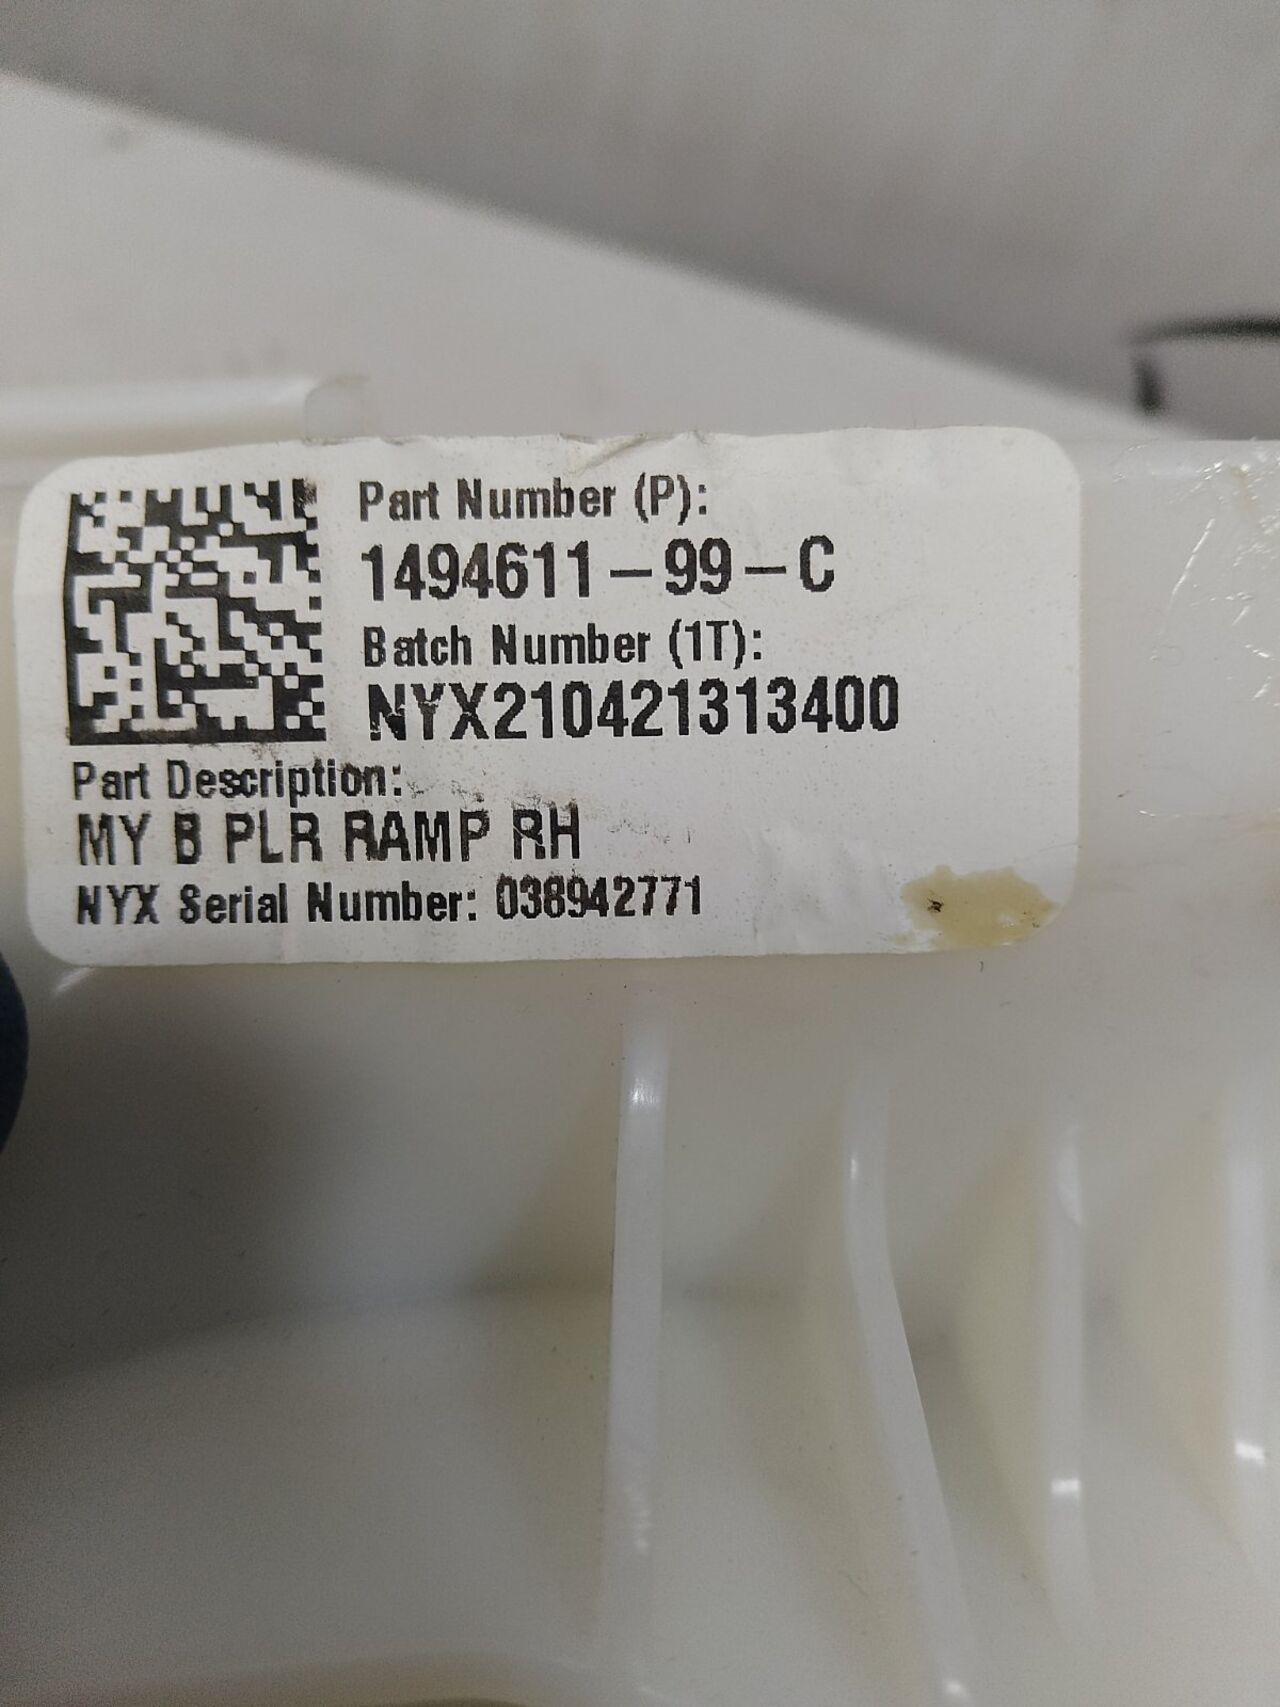 Part Number (P):
1494611-99-C
Batch Number (1T):
NYX210421313400
Part Description:
MY B PLR RAMP RH
NYX Serial Number: 038942771